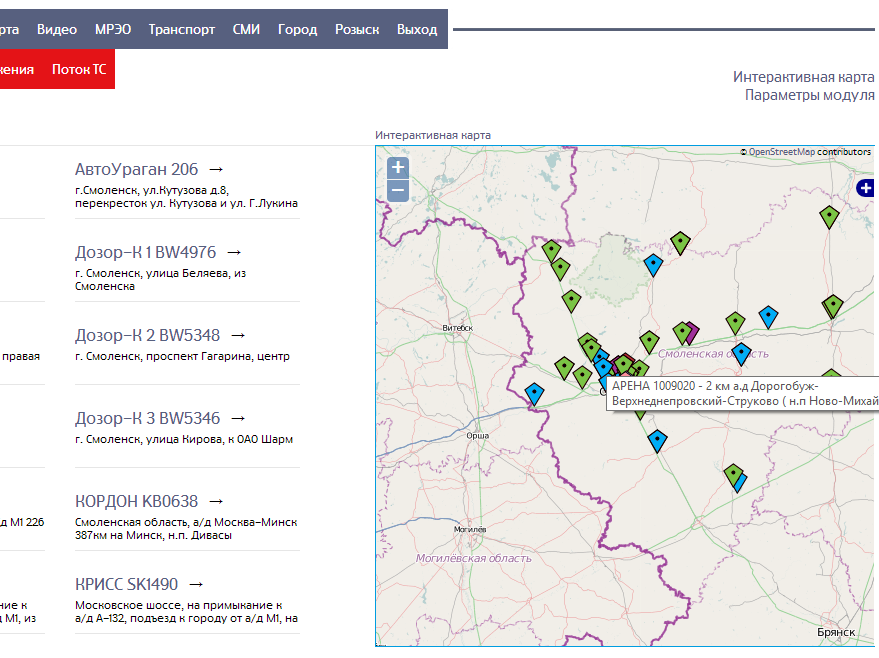 рта Видео МРЭО Транспорт СМИ Город Розыск Выход
жения Поток ТС
Интерактивная карта
Параметры модуля
Интерактивная карта
© OpenStreetMap contributors
АвтоУраган 206 →
г.Смоленск, ул.Кутузова д.8,
перекресток ул. Кутузова и ул. Г.Лукина
Дозор-К 1 BW4976 →
г. Смоленск, улица Беляева, из
Смоленска
Дозор-К 2 BW5348 →
правая
г. Смоленск, проспект Гагарина, центр
Дозор-К 3 BW5346 →
г. Смоленск, улица Кирова, к ОАО Шарм
КОРДОН KB0638 →
д М1 226
Смоленская область, а/д Москва-Минск
387км на Минск, н.п. Дивасы
КРИСС SK1490 →
ние к
Московское шоссе, на примыкание к
д М1, из
а/д А-132, подъезд к городу от а/д М1, на
+
−
+
Витебск
Смоленская область
АРЕНА 1009020 - 2 км а.д Дорогобуж-
Верхнеднепровский-Струково ( н.п Ново-Михай
Орша
Могилёв
Могилёвская область
Брянск